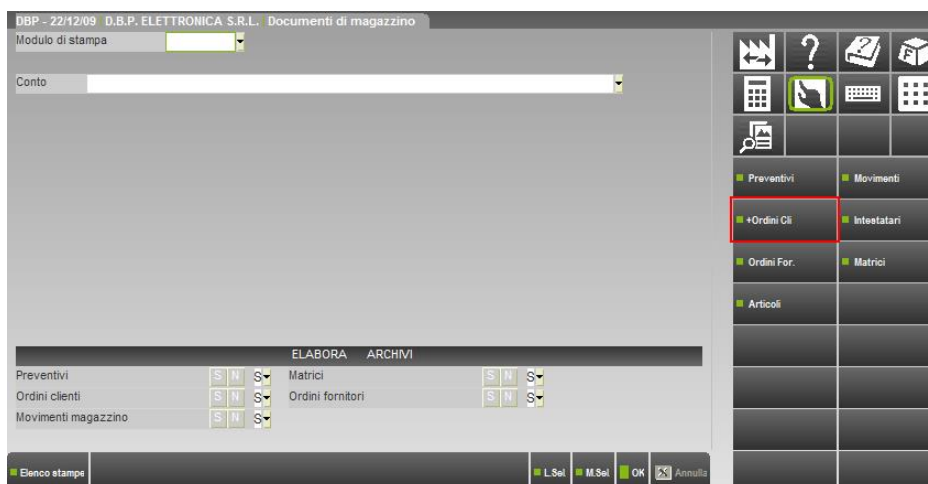 DBP - 22/12/09 D.B.P. ELETTRONICA S.R.L. Documenti di magazzino
Modulo di stampa
Conto
Preventivi
Movimenti
+Ordini Cli
Intestatari
Ordini For.
Matrici
Articoli
ELABORA ARCHIVI
Preventivi S N S
Matrici S N S
Ordini clienti S N S
Ordini fornitori S N S
Movimenti magazzino S N S
Elenco stampe
L.Sel
M.Sel
OK
Annulla